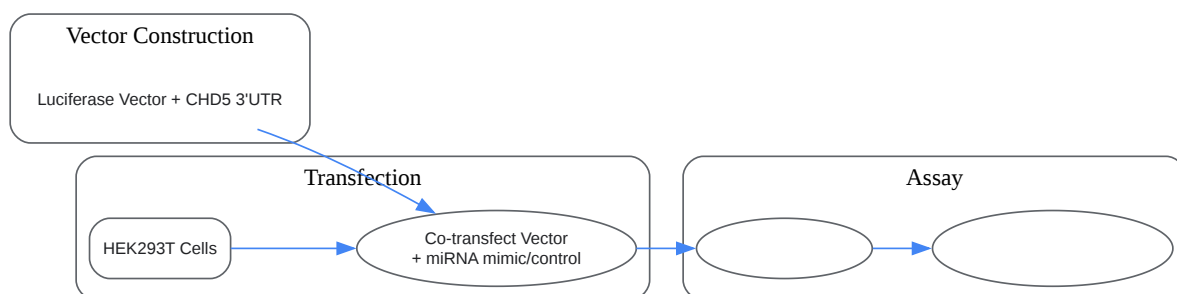 Vector Construction
Luciferase Vector + CHD5 3'UTR
Transfection
HEK293T Cells
Co-transfect Vector
+ miRNA mimic/control
Assay